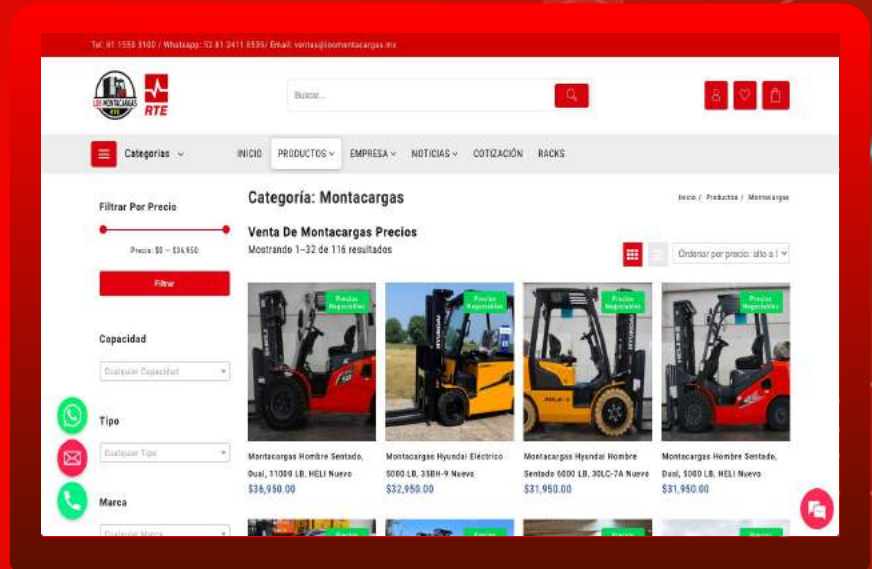 Tel: 81 1550 3100 / Whatsapp: 52 81 2411 8536/ Email: ventas@losmontacargas.mx
LOS MONTACARGAS
RTE
RTE
Buscar...
Categorías
INICIO
PRODUCTOS
EMPRESA
NOTICIAS
COTIZACIÓN
RACKS
Filtrar Por Precio
Precio: $0 — $36,950
Filtrar
Capacidad
Cualquier Capacidad
Tipo
Cualquier Tipo
Marca
Cualquier Marca
Categoría: Montacargas
Inicio / Productos / Montacargas
Venta De Montacargas Precios
Mostrando 1–32 de 116 resultados
Ordenar por precio: alto a
Precios
Negociables
Precios
Negociables
Precios
Negociables
Precios
Negociables
Montacargas Hombre Sentado,
Dual, 11000 LB, HELI Nuevo
$36,950.00
Montacargas Hyundai Eléctrico
5000 LB, 35BH-9 Nuevo
$32,950.00
Montacargas Hyundai Hombre
Sentado 6000 LB, 30LC-7A Nuevo
$31,950.00
Montacargas Hombre Sentado,
Dual, 5000 LB, HELI Nuevo
$31,950.00